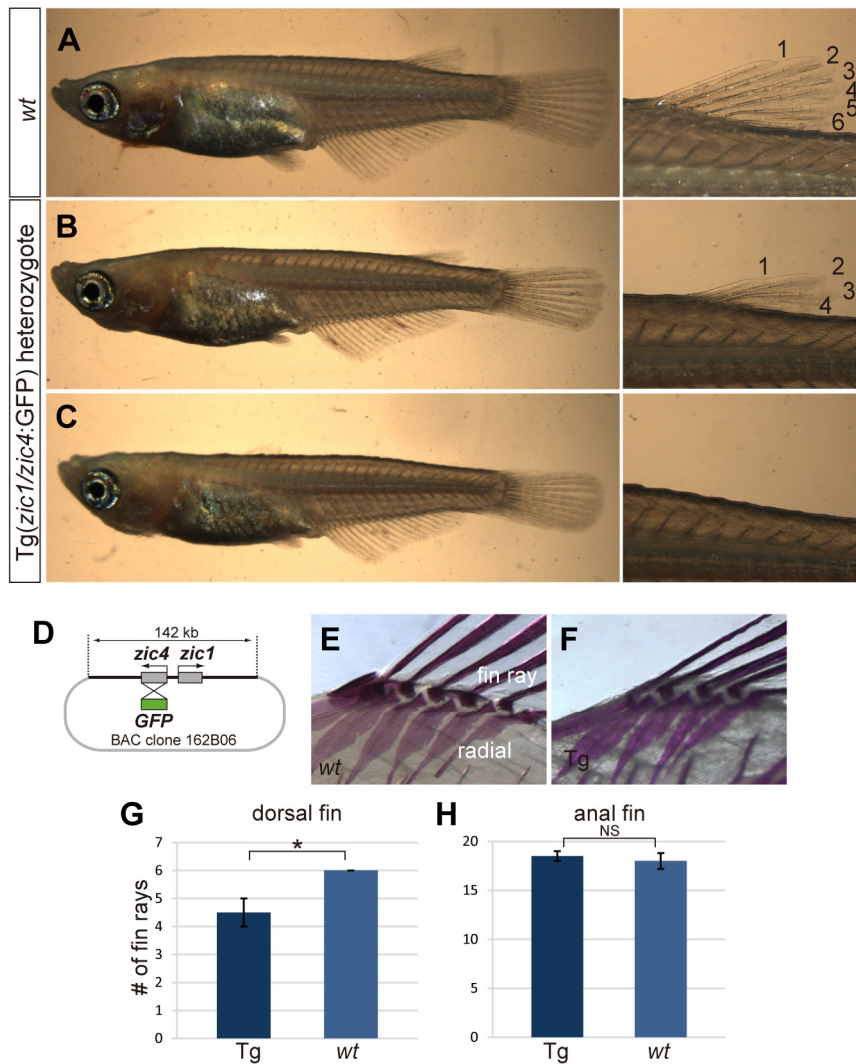 A
wt
1
2
3
4
5
6
B
Tg(zic1/zic4:GFP) heterozygote
1
2
3
4
C
D
142 kb
zic4 zic1
GFP
BAC clone 162B06
E
fin ray
radial
wt
F
Tg
G
dorsal fin
*
# of fin rays
7
6
5
4
3
2
1
0
Tg wt
H
anal fin
NS
20
15
10
5
0
Tg wt